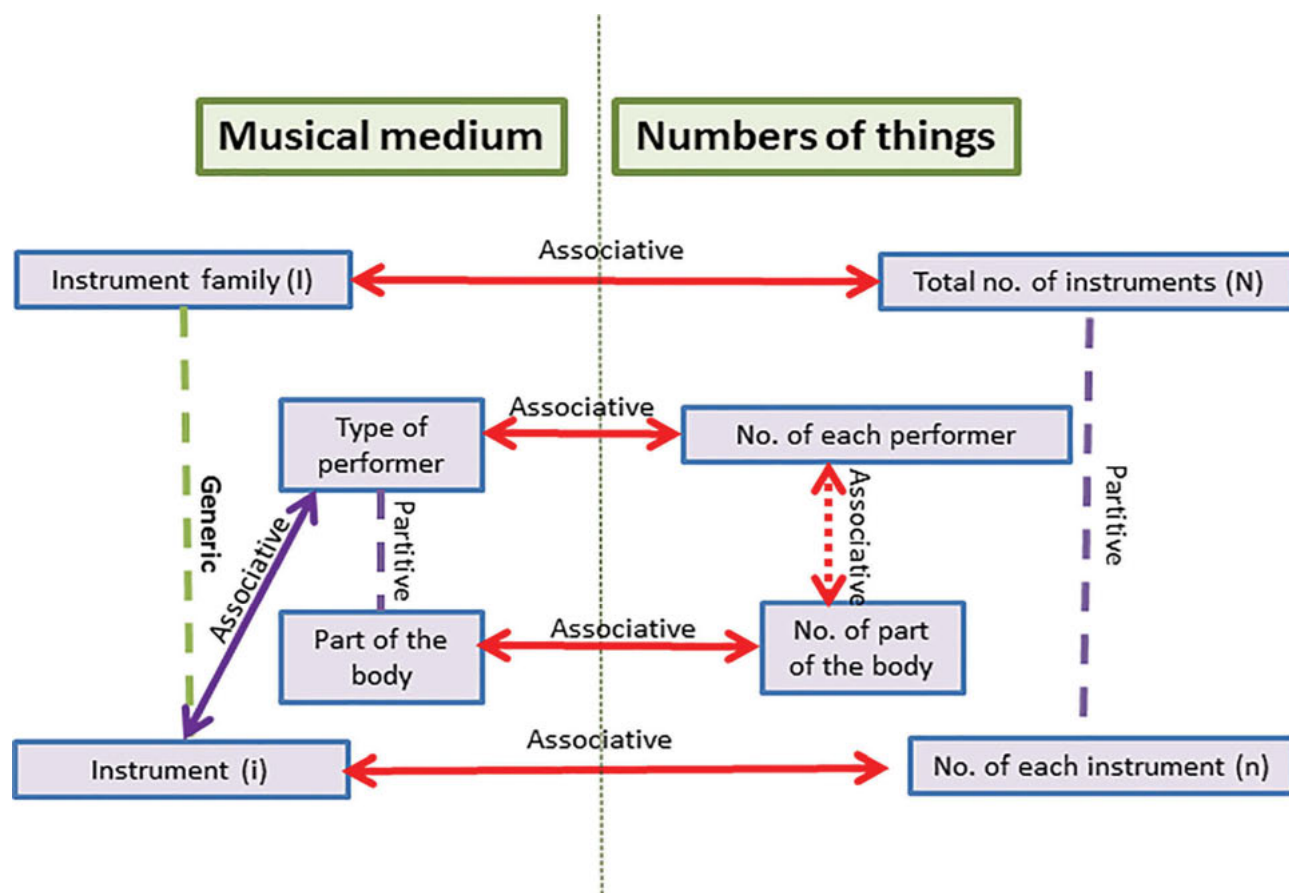 Musical medium
Numbers of things
Associative
Instrument family (I)
Total no. of instruments (N)
Associative
Type of
performer
No. of each performer
Generic
Associative
Partitive
Associative
Partitive
Associative
Part of the
body
No. of part
of the body
Associative
Instrument (i)
No. of each instrument (n)